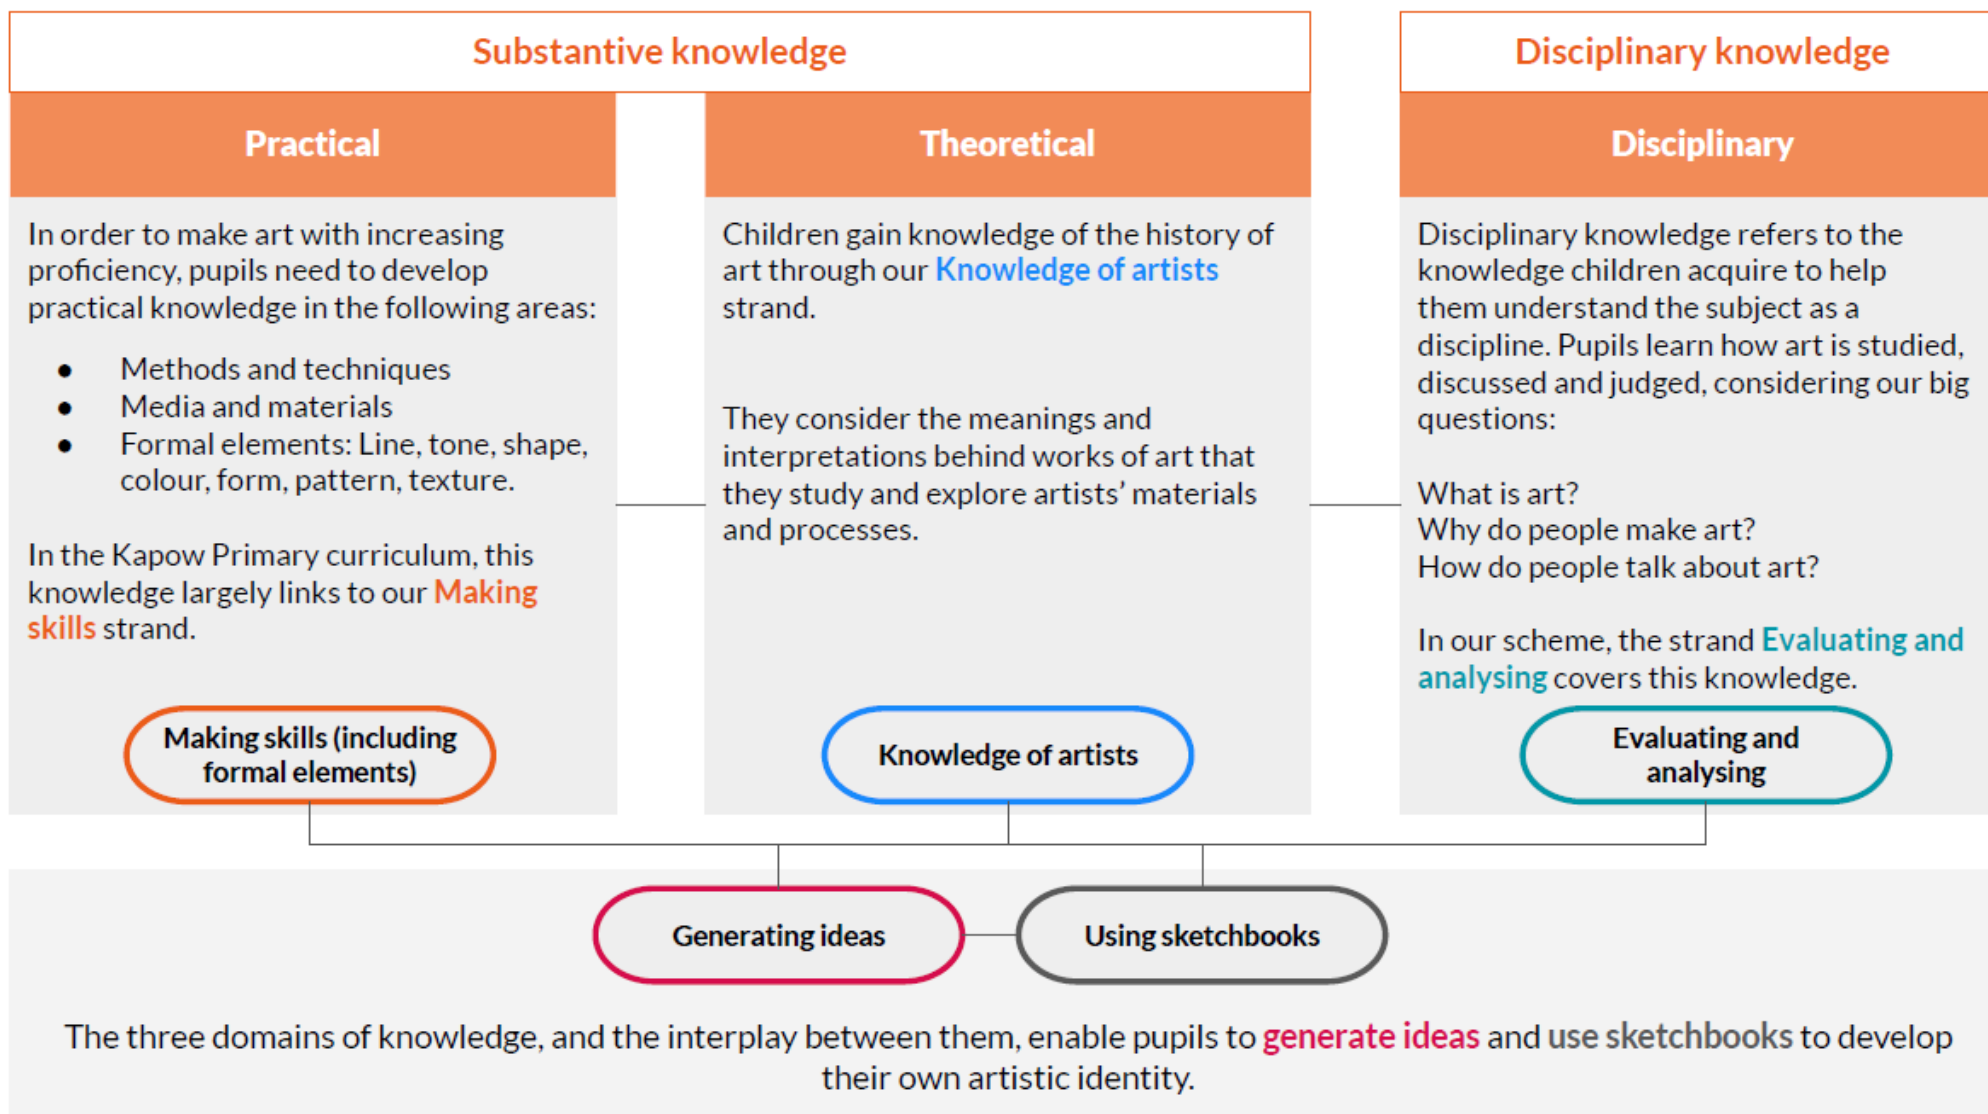 Substantive knowledge
Disciplinary knowledge
Practical
In order to make art with increasing
proficiency, pupils need to develop
practical knowledge in the following areas:
● Methods and techniques
● Media and materials
● Formal elements: Line, tone, shape,
colour, form, pattern, texture.
In the Kapow Primary curriculum, this
knowledge largely links to our Making
skills strand.
Making skills (including
formal elements)
Theoretical
Children gain knowledge of the history of
art through our Knowledge of artists
strand.
They consider the meanings and
interpretations behind works of art that
they study and explore artists’ materials
and processes.
Knowledge of artists
Disciplinary
Disciplinary knowledge refers to the
knowledge children acquire to help
them understand the subject as a
discipline. Pupils learn how art is studied,
discussed and judged, considering our big
questions:
What is art?
Why do people make art?
How do people talk about art?
In our scheme, the strand Evaluating and
analysing covers this knowledge.
Evaluating and
analysing
Generating ideas
Using sketchbooks
The three domains of knowledge, and the interplay between them, enable pupils to generate ideas and use sketchbooks to develop
their own artistic identity.